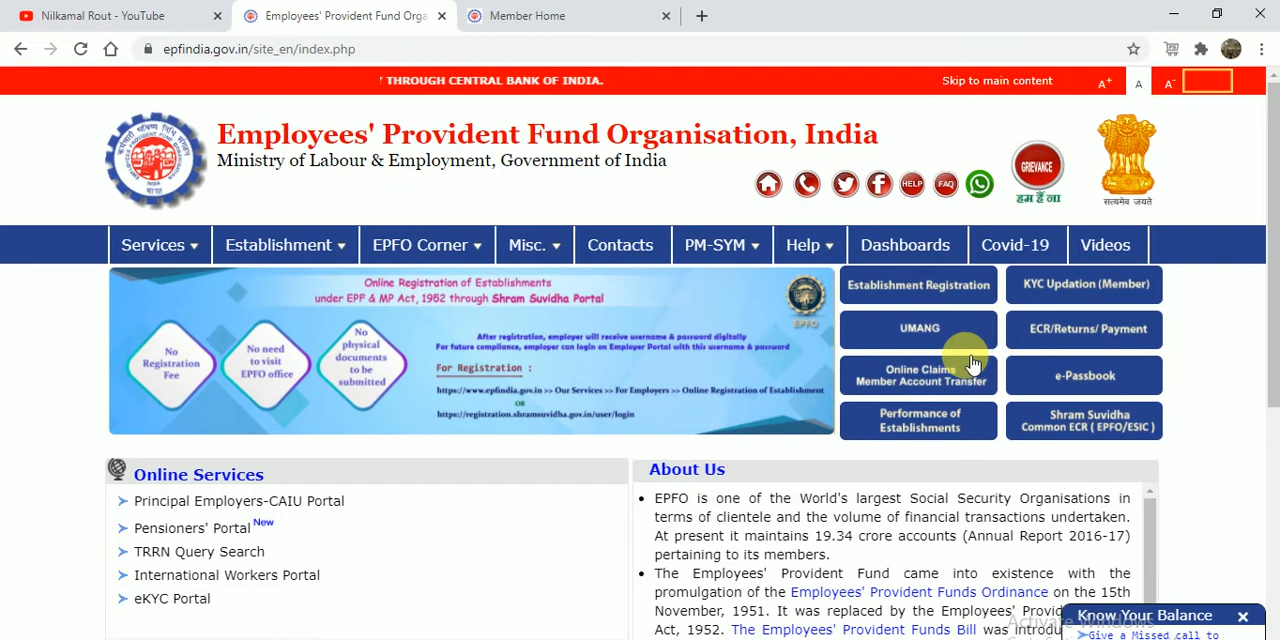 Nilkamal Rout - YouTube
Employees' Provident Fund Orga
Member Home
epfindia.gov.in/site_en/index.php
THROUGH CENTRAL BANK OF INDIA.
Skip to main content
A+
A
A-
Employees' Provident Fund Organisation, India
Ministry of Labour & Employment, Government of India
HELP
FAQ
GRIEVANCE
हम हैं ना
सत्यमेव जयते
Services
Establishment
EPFO Corner
Misc.
Contacts
PM-SYM
Help
Dashboards
Covid-19
Videos
Online Registration of Establishments
under EPF & MP Act, 1952 through Shram Suvidha Portal
EPFO
No
Registration
Fee
No need
to visit
EPFO office
No
physical
documents
to be
submitted
After registration, employer will receive username & password digitally
For future compliance, employer can login on Employer Portal with this username & password
For Registration :
https://www.epfindia.gov.in >> Our Services >> For Employers >> Online Registration of Establishment
OR
https://registration.shramsuvidha.gov.in/user/login
Establishment Registration
KYC Updation (Member)
UMANG
ECR/Returns/ Payment
Online Claims
Member Account Transfer
e-Passbook
Performance of
Establishments
Shram Suvidha
Common ECR ( EPFO/ESIC )
Online Services
Principal Employers-CAIU Portal
Pensioners' Portal New
TRRN Query Search
International Workers Portal
eKYC Portal
About Us
EPFO is one of the World's largest Social Security Organisations in
terms of clientele and the volume of financial transactions undertaken.
At present it maintains 19.34 crore accounts (Annual Report 2016-17)
pertaining to its members.
The Employees' Provident Fund came into existence with the
promulgation of the Employees' Provident Funds Ordinance on the 15th
November, 1951. It was replaced by the Employees' Provid
Act, 1952. The Employees' Provident Funds Bill was introdu
Know Your Balance
Activate Windows
Give a Missed call to